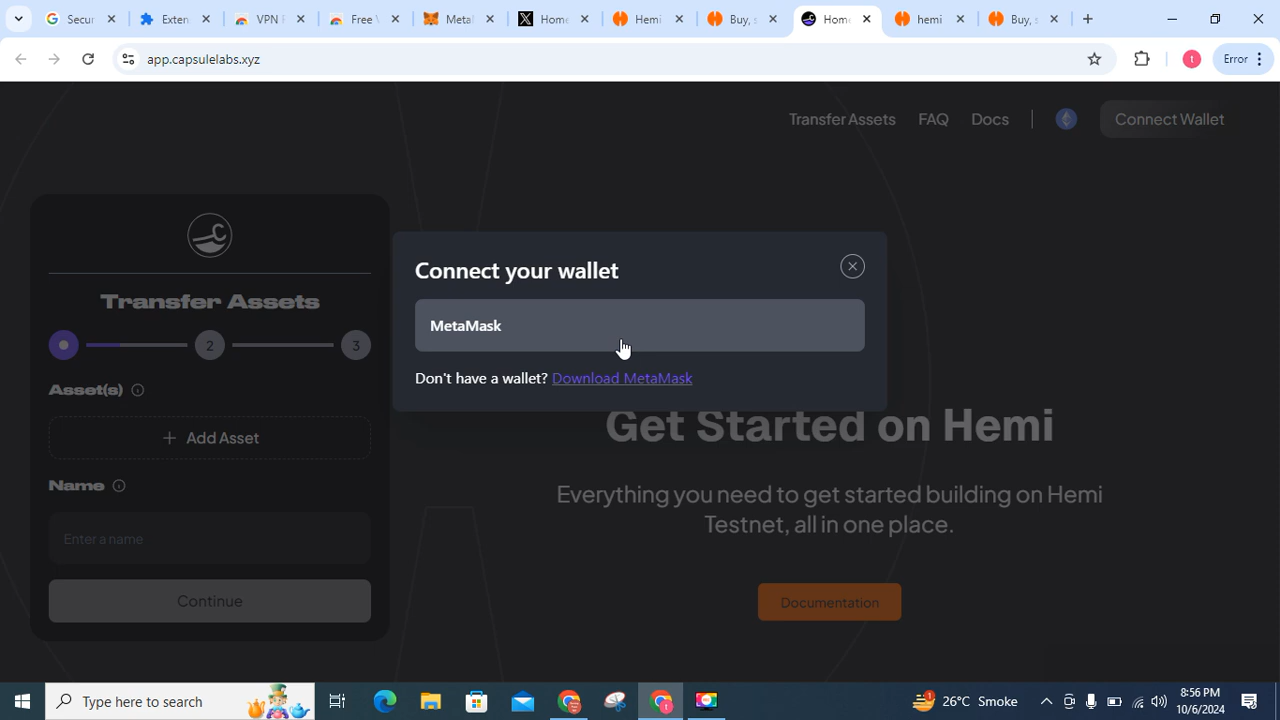 Secur
Exten
VPN F
Free V
Metal
Home
Hemi
Buy, s
Home
hemi
Buy, s
app.capsulelabs.xyz
t
Error
Transfer Assets
FAQ
Docs
Connect Wallet
Connect your wallet
MetaMask
Don't have a wallet? Download MetaMask
Transfer Assets
2
3
Asset(s)
+ Add Asset
Name
Enter a name
Continue
Get Started on Hemi
Everything you need to get started building on Hemi
Testnet, all in one place.
Documentation
Type here to search
26°C Smoke
8:56 PM
10/6/2024